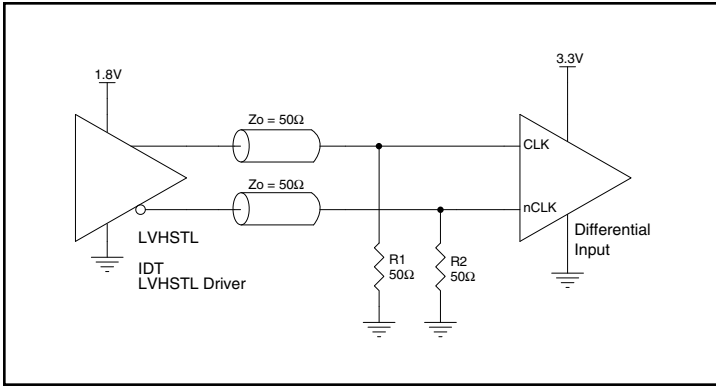 1.8V
3.3V
Zo = 50Ω
CLK
Zo = 50Ω
nCLK
LVHSTL
IDT
LVHSTL Driver
R1
50Ω
R2
50Ω
Differential
Input